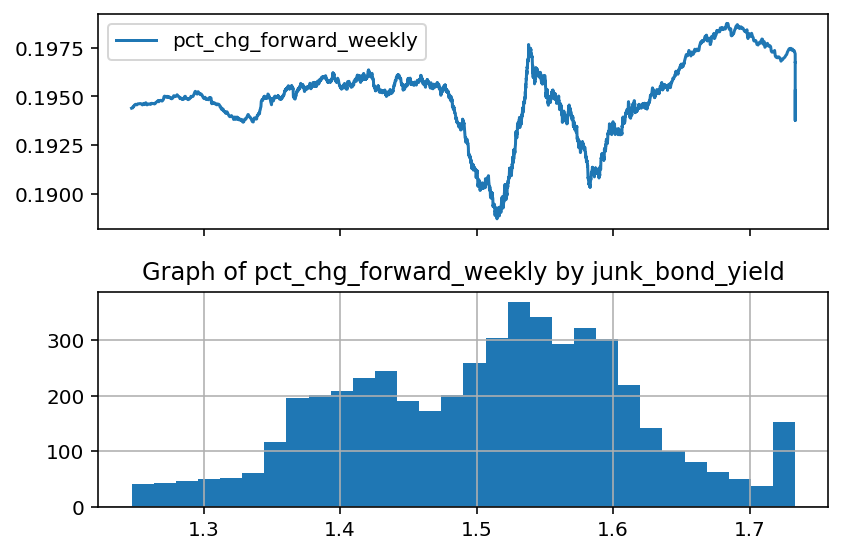 pct_chg_forward_weekly
0.1975
0.1950
0.1925
0.1900
Graph of pct_chg_forward_weekly by junk_bond_yield
300
200
100
0
1.3 1.4 1.5 1.6 1.7